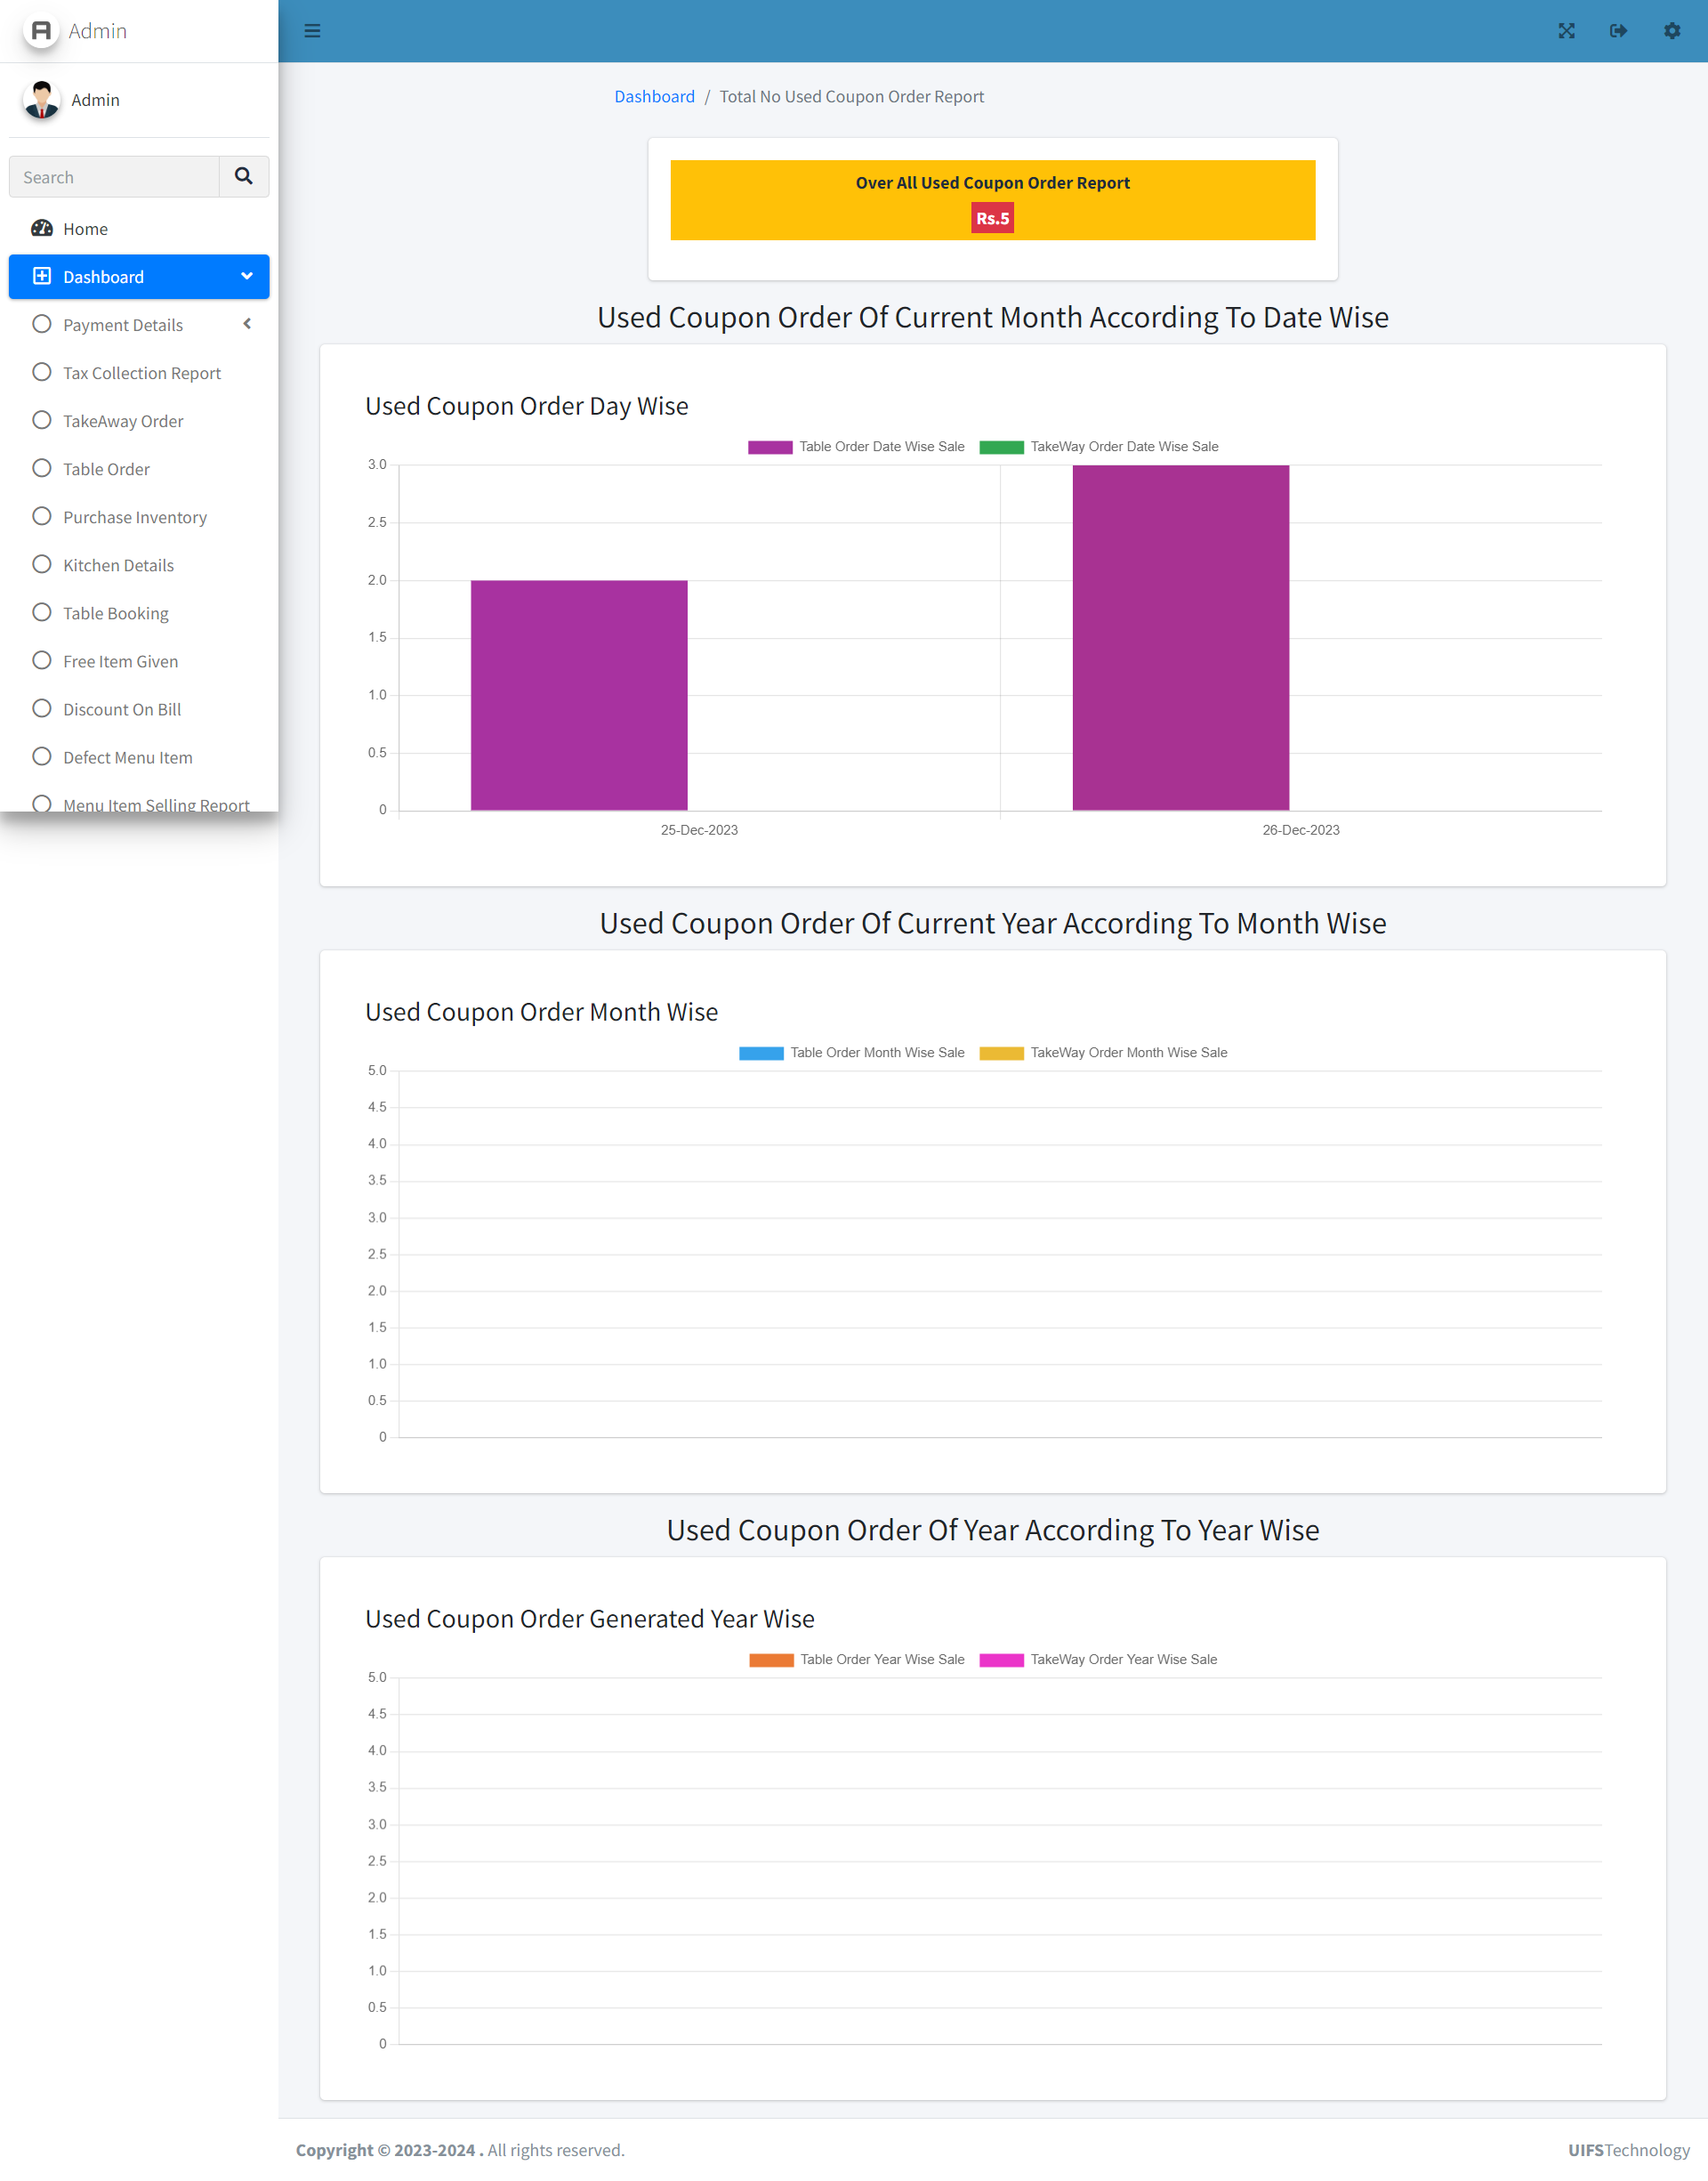 Admin
Admin
Search
Home
Dashboard
Payment Details
Tax Collection Report
TakeAway Order
Table Order
Purchase Inventory
Kitchen Details
Table Booking
Free Item Given
Discount On Bill
Defect Menu Item
Menu Item Selling Report
Dashboard / Total No Used Coupon Order Report
Over All Used Coupon Order Report
Rs.5
Used Coupon Order Of Current Month According To Date Wise
Used Coupon Order Day Wise
Table Order Date Wise Sale TakeWay Order Date Wise Sale
3.0
2.5
2.0
1.5
1.0
0.5
0
25-Dec-2023 26-Dec-2023
Used Coupon Order Of Current Year According To Month Wise
Used Coupon Order Month Wise
Table Order Month Wise Sale TakeWay Order Month Wise Sale
5.0
4.5
4.0
3.5
3.0
2.5
2.0
1.5
1.0
0.5
0
Used Coupon Order Of Year According To Year Wise
Used Coupon Order Generated Year Wise
Table Order Year Wise Sale TakeWay Order Year Wise Sale
5.0
4.5
4.0
3.5
3.0
2.5
2.0
1.5
1.0
0.5
0
Copyright © 2023-2024 . All rights reserved.
UIFSTechnology